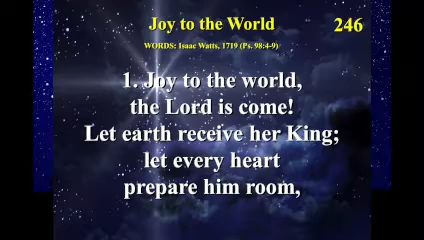 Joy to the World
246
WORDS: Isaac Watts, 1719 (Ps. 98:4-9)
1. Joy to the world,
the Lord is come!
Let earth receive her King;
let every heart
prepare him room,